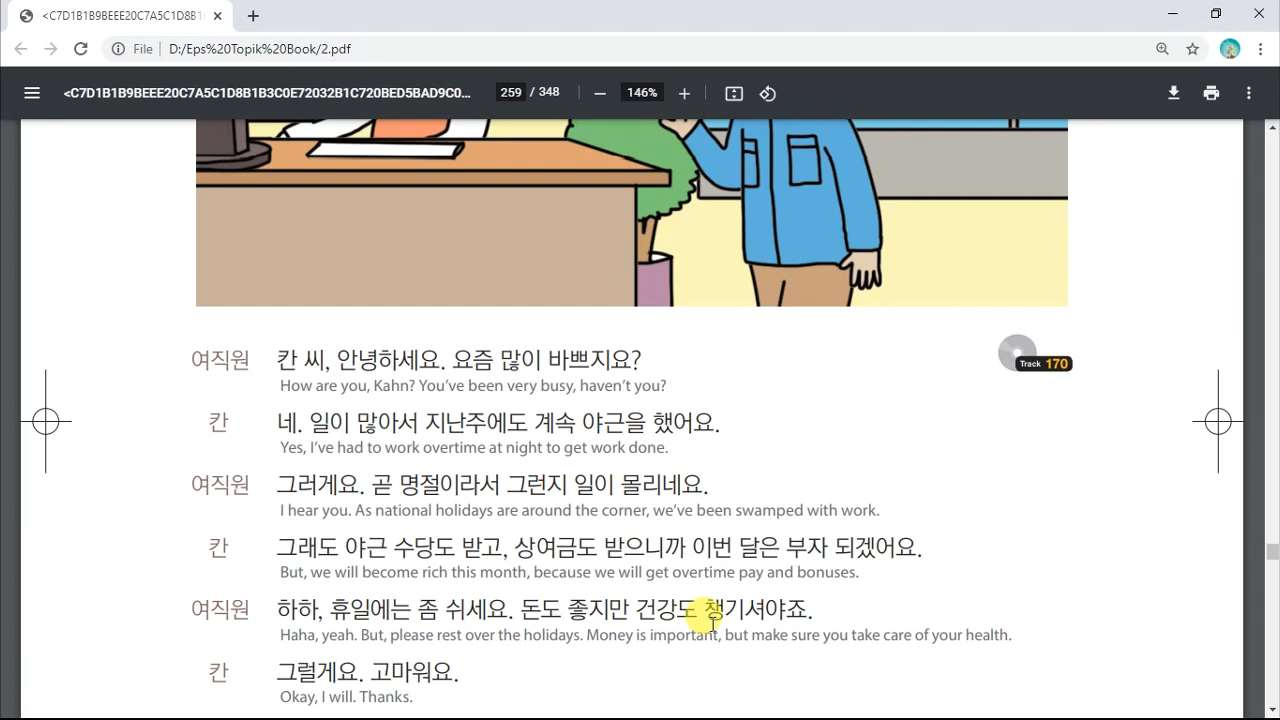 <C7D1B1B9BEEE20C7A5C1D8B1B
File D:/Eps%20Topik%20Book/2.pdf
<C7D1B1B9BEEE20C7A5C1D8B1B3C0E72032B1C720BED5BAD9C0... 259 / 348 146%
여직원 칸 씨, 안녕하세요. 요즘 많이 바쁘지요?
Track 170
How are you, Kahn? You've been very busy, haven't you?
칸 네. 일이 많아서 지난주에도 계속 야근을 했어요.
Yes, I've had to work overtime at night to get work done.
여직원 그러게요. 곧 명절이라서 그런지 일이 몰리네요.
I hear you. As national holidays are around the corner, we've been swamped with work.
칸 그래도 야근 수당도 받고, 상여금도 받으니까 이번 달은 부자 되겠어요.
But, we will become rich this month, because we will get overtime pay and bonuses.
여직원 하하, 휴일에는 좀 쉬세요. 돈도 좋지만 건강도 챙기셔야죠.
Haha, yeah. But, please rest over the holidays. Money is important, but make sure you take care of your health.
칸 그럴게요. 고마워요.
Okay, I will. Thanks.